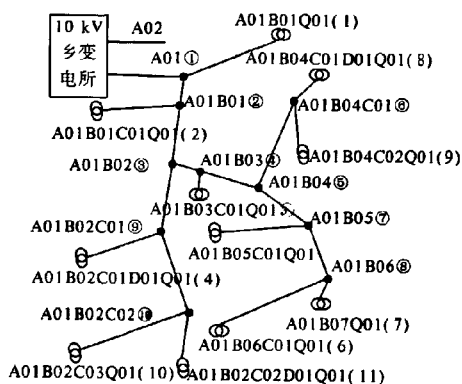 10 kV
乡变
电所
A02
A01B01Q01(1)
A01①
A01B04C01D01Q01(8)
A01B01②
A01B04C01⑥
A01B01C01Q01(2)
A01B02③
A01B03④
A01B04C02Q01(9)
A01B04⑤
A01B03C01Q01
A01B05⑦
A01B02C01⑨
A01B05C01Q01
A01B06⑧
A01B02C01D01Q01(4)
A01B02C02⑩
A01B07Q01(7)
A01B06C01Q01(6)
A01B02C03Q01(10)
A01B02C02D01Q01(11)